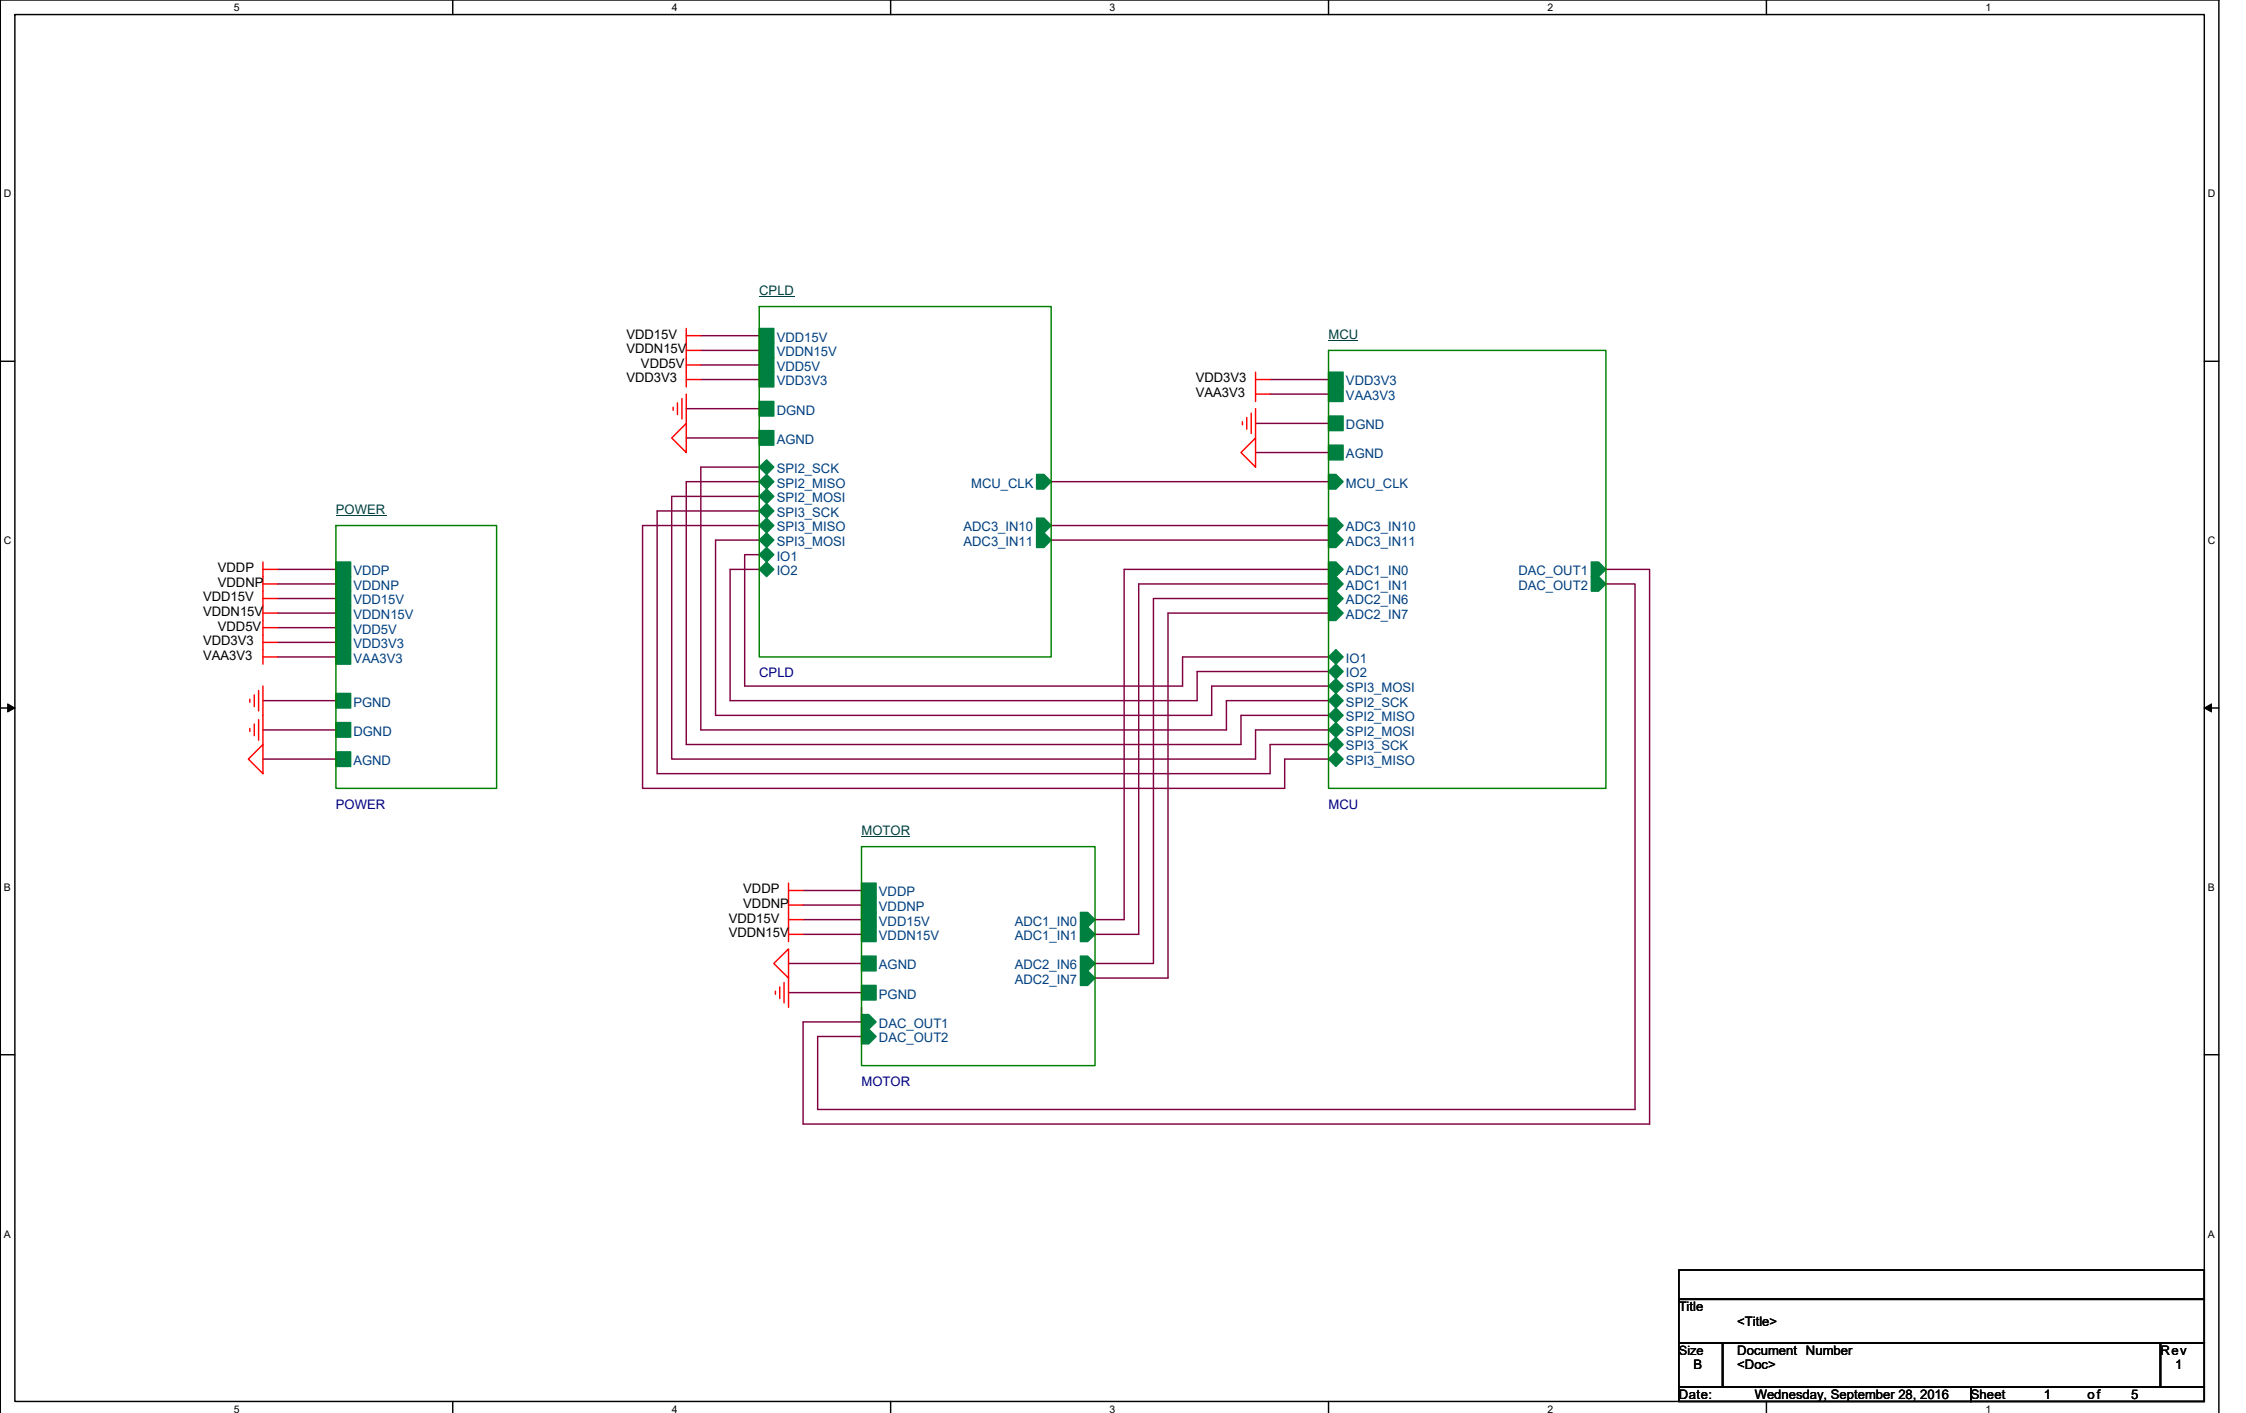 5 4 3 2 1
D D
C C
B B
A A
CPLD
VDD15V
VDDN15V
VDD5V
VDD3V3
VDD15V
VDDN15V
VDD5V
VDD3V3
DGND
AGND
SPI2_SCK
SPI2_MISO
SPI2_MOSI
SPI3_SCK
SPI3_MISO
SPI3_MOSI
IO1
IO2
MCU_CLK
ADC3_IN10
ADC3_IN11
CPLD
MCU
VDD3V3
VAA3V3
VDD3V3
VAA3V3
DGND
AGND
MCU_CLK
ADC3_IN10
ADC3_IN11
ADC1_IN0
ADC1_IN1
ADC2_IN6
ADC2_IN7
DAC_OUT1
DAC_OUT2
IO1
IO2
SPI3_MOSI
SPI2_SCK
SPI2_MISO
SPI2_MOSI
SPI3_SCK
SPI3_MISO
MCU
POWER
VDDP
VDDNP
VDD15V
VDDN15V
VDD5V
VDD3V3
VAA3V3
VDDP
VDDNP
VDD15V
VDDN15V
VDD5V
VDD3V3
VAA3V3
PGND
DGND
AGND
POWER
MOTOR
VDDP
VDDNP
VDD15V
VDDN15V
VDDP
VDDNP
VDD15V
VDDN15V
AGND
PGND
DAC_OUT1
DAC_OUT2
ADC1_IN0
ADC1_IN1
ADC2_IN6
ADC2_IN7
MOTOR
Title
<Title>
Size Document Number Rev
B <Doc> 1
Date: Wednesday, September 28, 2016 Sheet 1 of 5
5 4 3 2 1